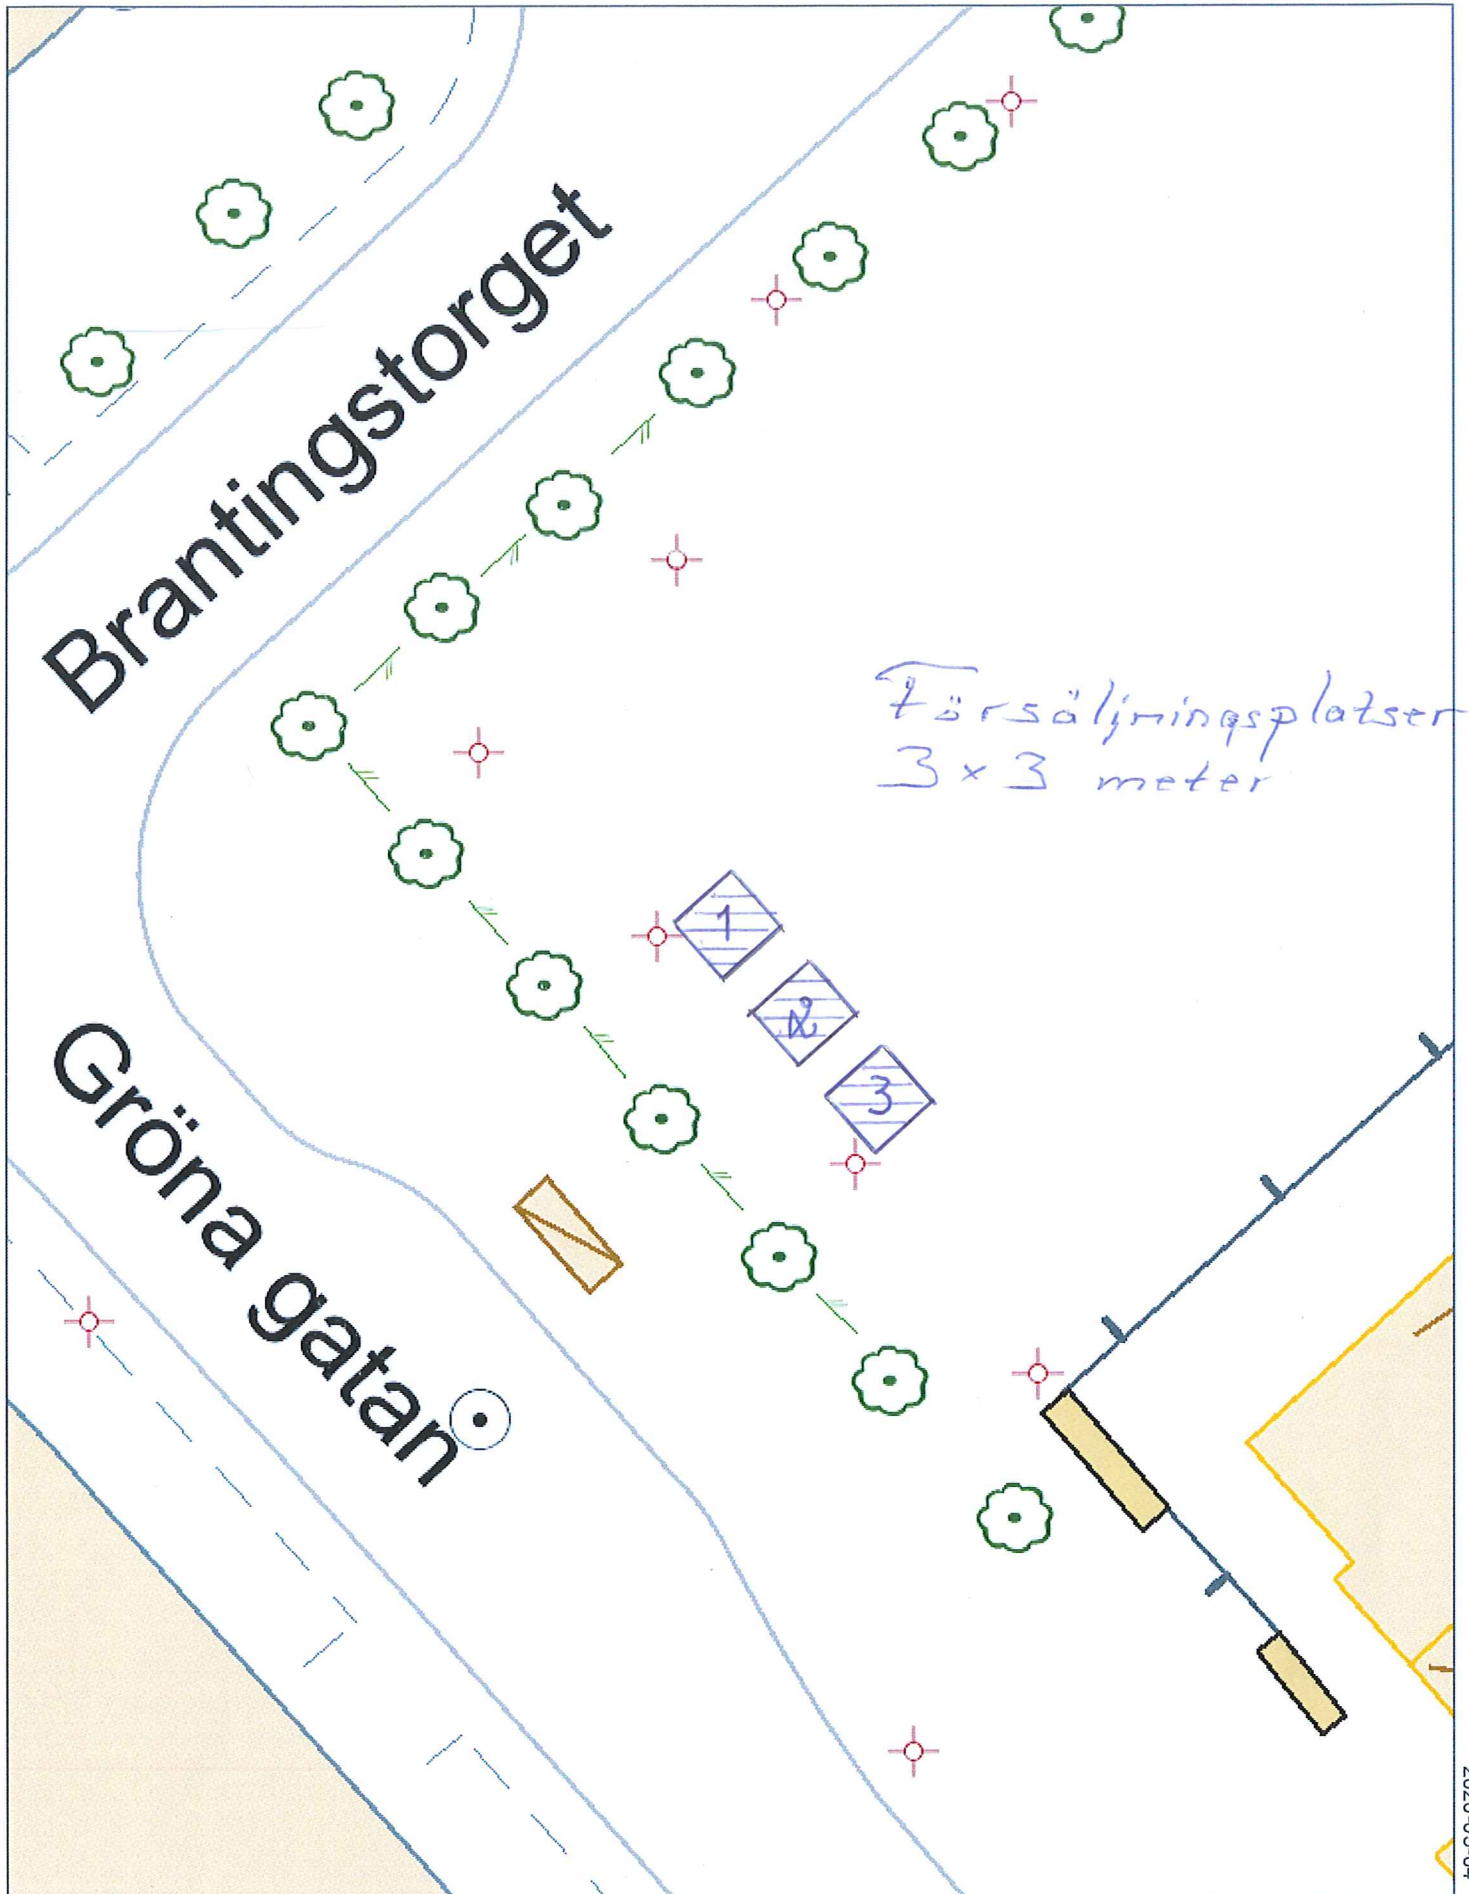 Brantingstorget
Försäljningsplatser
3 x 3 meter
1
2
3
Gröna gatan